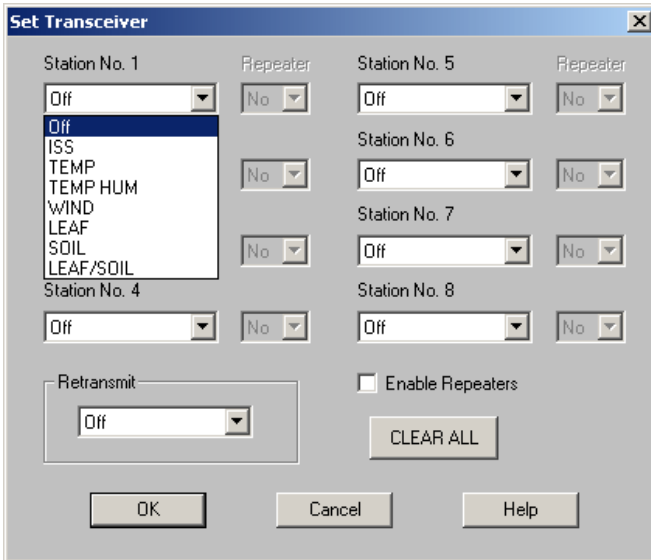 Set Transceiver
Station No. 1
Repeater
Station No. 5
Repeater
Off
No
Off
No
Off
ISS
TEMP
TEMP HUM
WIND
LEAF
SOIL
LEAF/SOIL
Station No. 6
No
Off
No
Station No. 7
No
Off
No
Station No. 4
Station No. 8
Off
No
Off
No
Retransmit
Off
Enable Repeaters
CLEAR ALL
OK
Cancel
Help